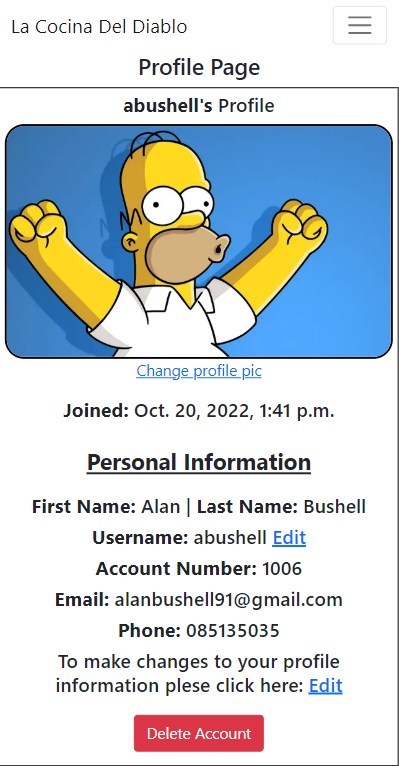 La Cocina Del Diablo
Profile Page
abushell's Profile
Change profile pic
Joined: Oct. 20, 2022, 1:41 p.m.
Personal Information
First Name: Alan | Last Name: Bushell
Username: abushell Edit
Account Number: 1006
Email: alanbushell91@gmail.com
Phone: 085135035
To make changes to your profile
information plese click here: Edit
Delete Account